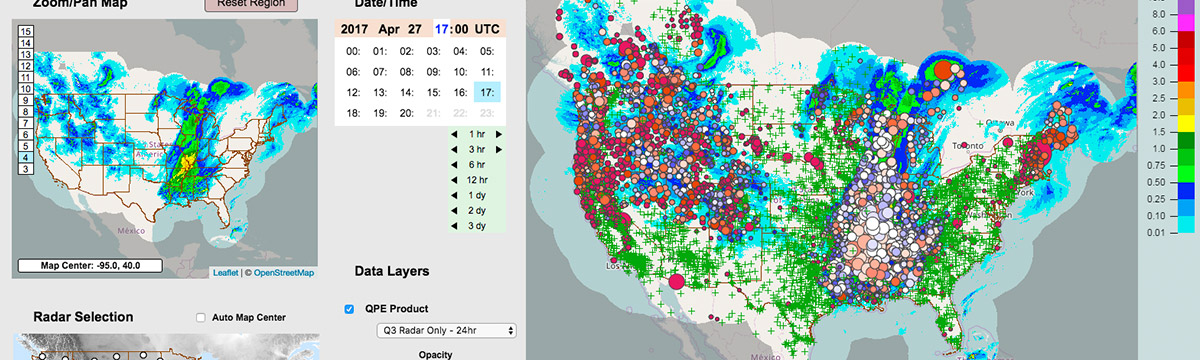 Zoom/Pan Map
Reset Region
15
14
13
12
11
10
9
8
7
6
5
4
3
States
América
México
Map Center: -95.0, 40.0
Leaflet | © OpenStreetMap
Radar Selection
Auto Map Center
Date/Time
2017 Apr 27 17:00 UTC
00: 01: 02: 03: 04: 05:
06: 07: 08: 09: 10: 11:
12: 13: 14: 15: 16: 17:
18: 19: 20: 21: 22: 23:
1 hr
3 hr
6 hr
12 hr
1 dy
2 dy
3 dy
Data Layers
QPE Product
Q3 Radar Only - 24hr
Opacity
Ottawa
Toronto
York
Washington
Los
México
8.0
6.0
5.0
4.0
3.0
2.5
2.0
1.5
1.0
0.75
0.50
0.25
0.10
0.01